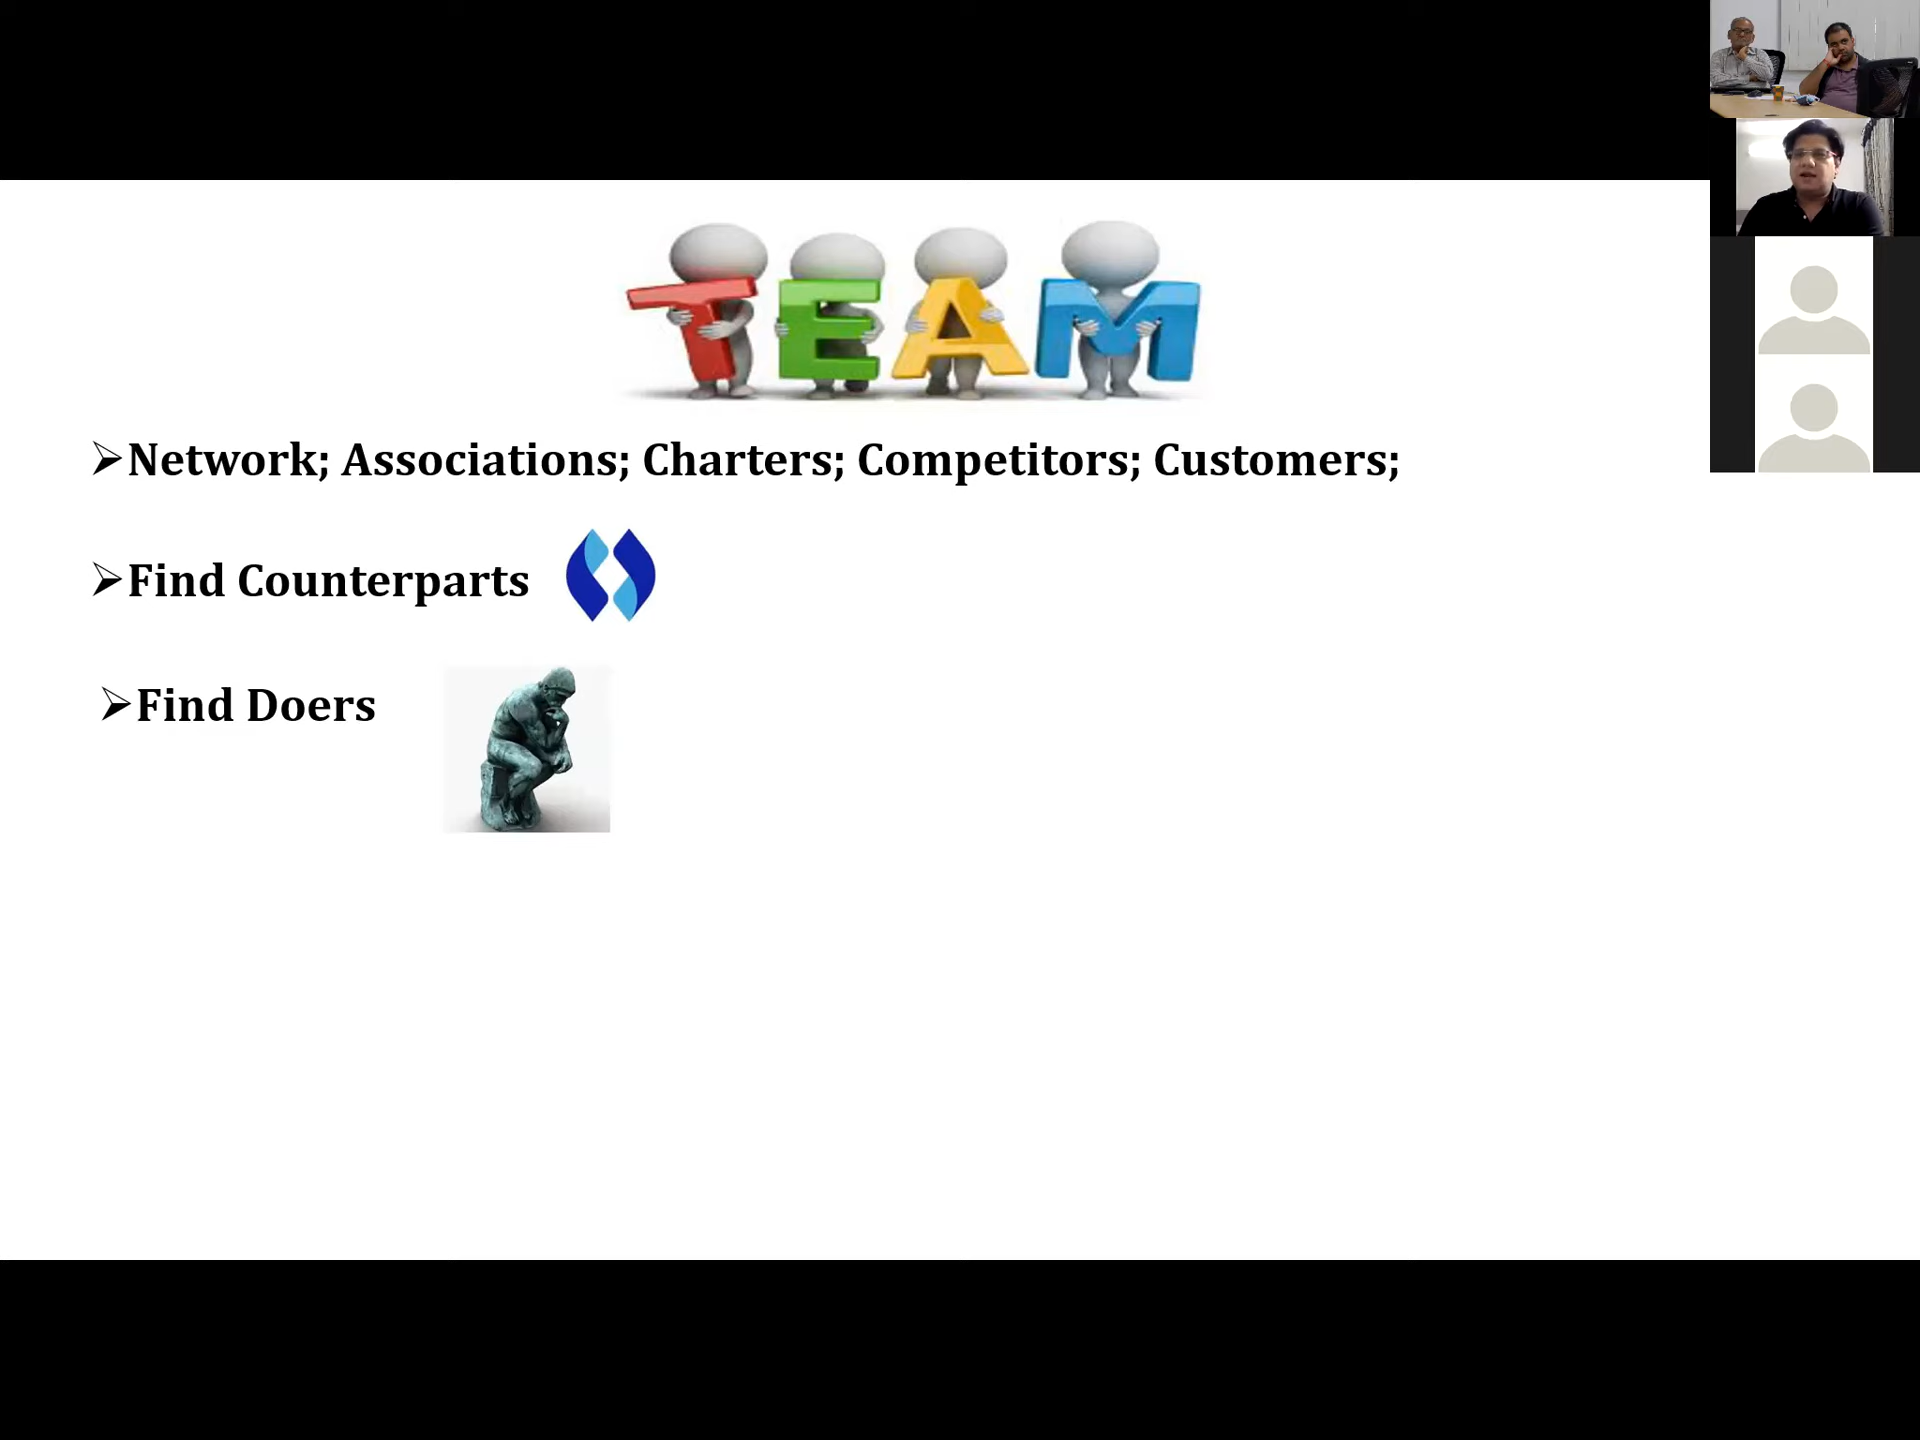 TEAM
➢Network; Associations; Charters; Competitors; Customers;
➢Find Counterparts
➢Find Doers